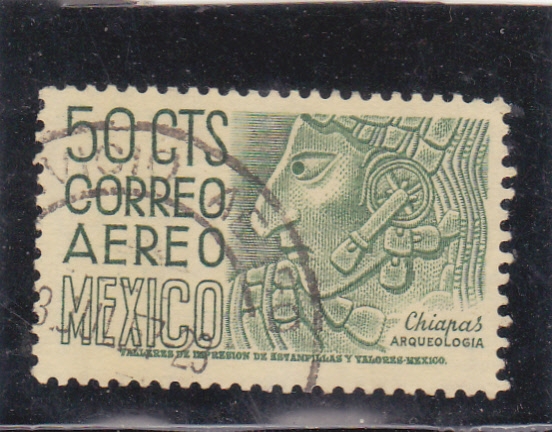 50 CTS
CORREO
AEREO
MEXICO
Chiapas
ARQUEOLOGIA
TALLERES DE IMPRESION DE ESTAMPILLAS Y VALORES-MEXICO.